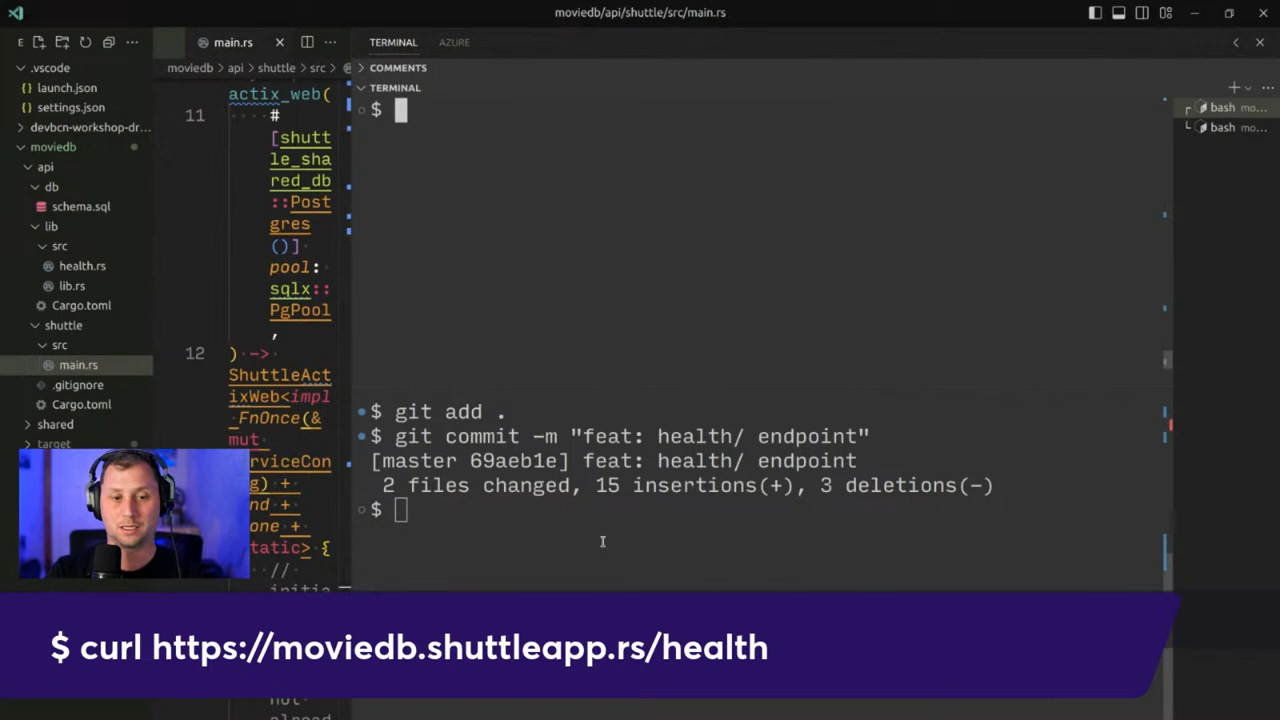 moviedb/api/shuttle/src/main.rs
E
.vscode
launch.json
settings.json
devbcn-workshop-dr...
moviedb
api
db
schema.sql
lib
src
health.rs
lib.rs
Cargo.toml
shuttle
src
main.rs
.gitignore
Cargo.toml
shared
target
main.rs
moviedb > api > shuttle > src >
actix_web(
11 #
[shutt
le_sha
red_db
::Post
gres
()]
pool:
sqlx::
PgPool
,
12 ) ->
ShuttleAct
ixWeb<impl
FnOnce(&
mut
erviceCon
g) +
nd +
one +
tatic> {
//
initia
not
alread
TERMINAL AZURE
COMMENTS
TERMINAL
$
$ git add .
$ git commit -m "feat: health/ endpoint"
[master 69aeb1e] feat: health/ endpoint
2 files changed, 15 insertions(+), 3 deletions(-)
$
bash mo...
bash mo...
$ curl https://moviedb.shuttleapp.rs/health